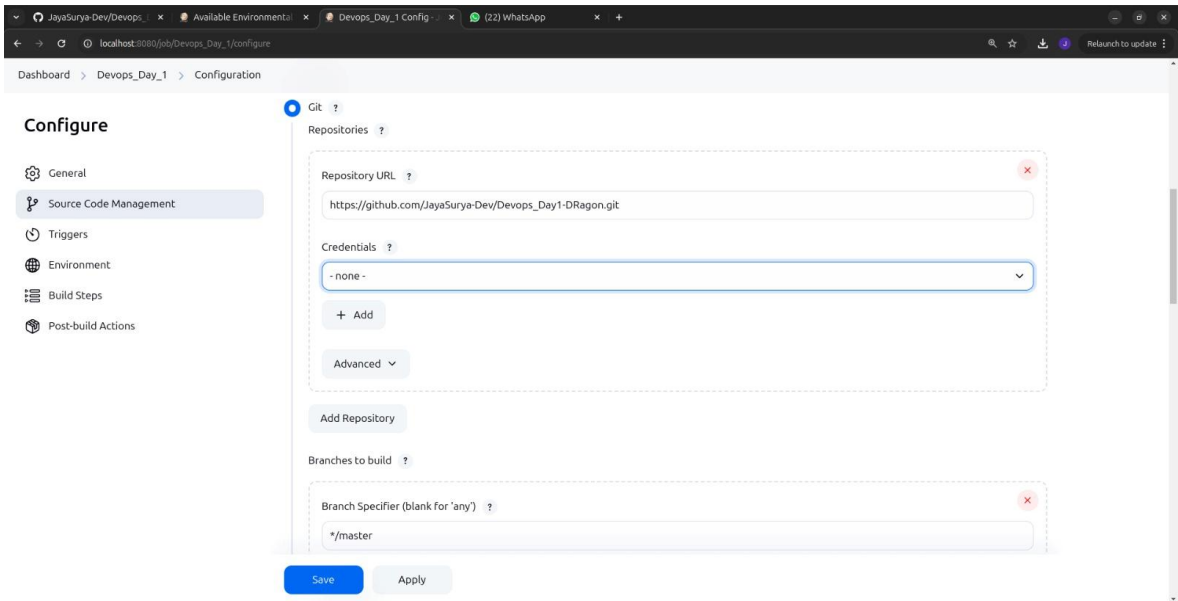 JayaSurya-Dev/Devops_
Available Environmental
Devops_Day_1 Config -
(22) WhatsApp
localhost:8080/job/Devops_Day_1/configure
J
Relaunch to update
Dashboard > Devops_Day_1 > Configuration
Configure
General
Source Code Management
Triggers
Environment
Build Steps
Post-build Actions
Git ?
Repositories ?
Repository URL ?
https://github.com/JayaSurya-Dev/Devops_Day1-DRagon.git
Credentials ?
- none -
+ Add
Advanced
Add Repository
Branches to build ?
Branch Specifier (blank for 'any') ?
*/master
Save
Apply